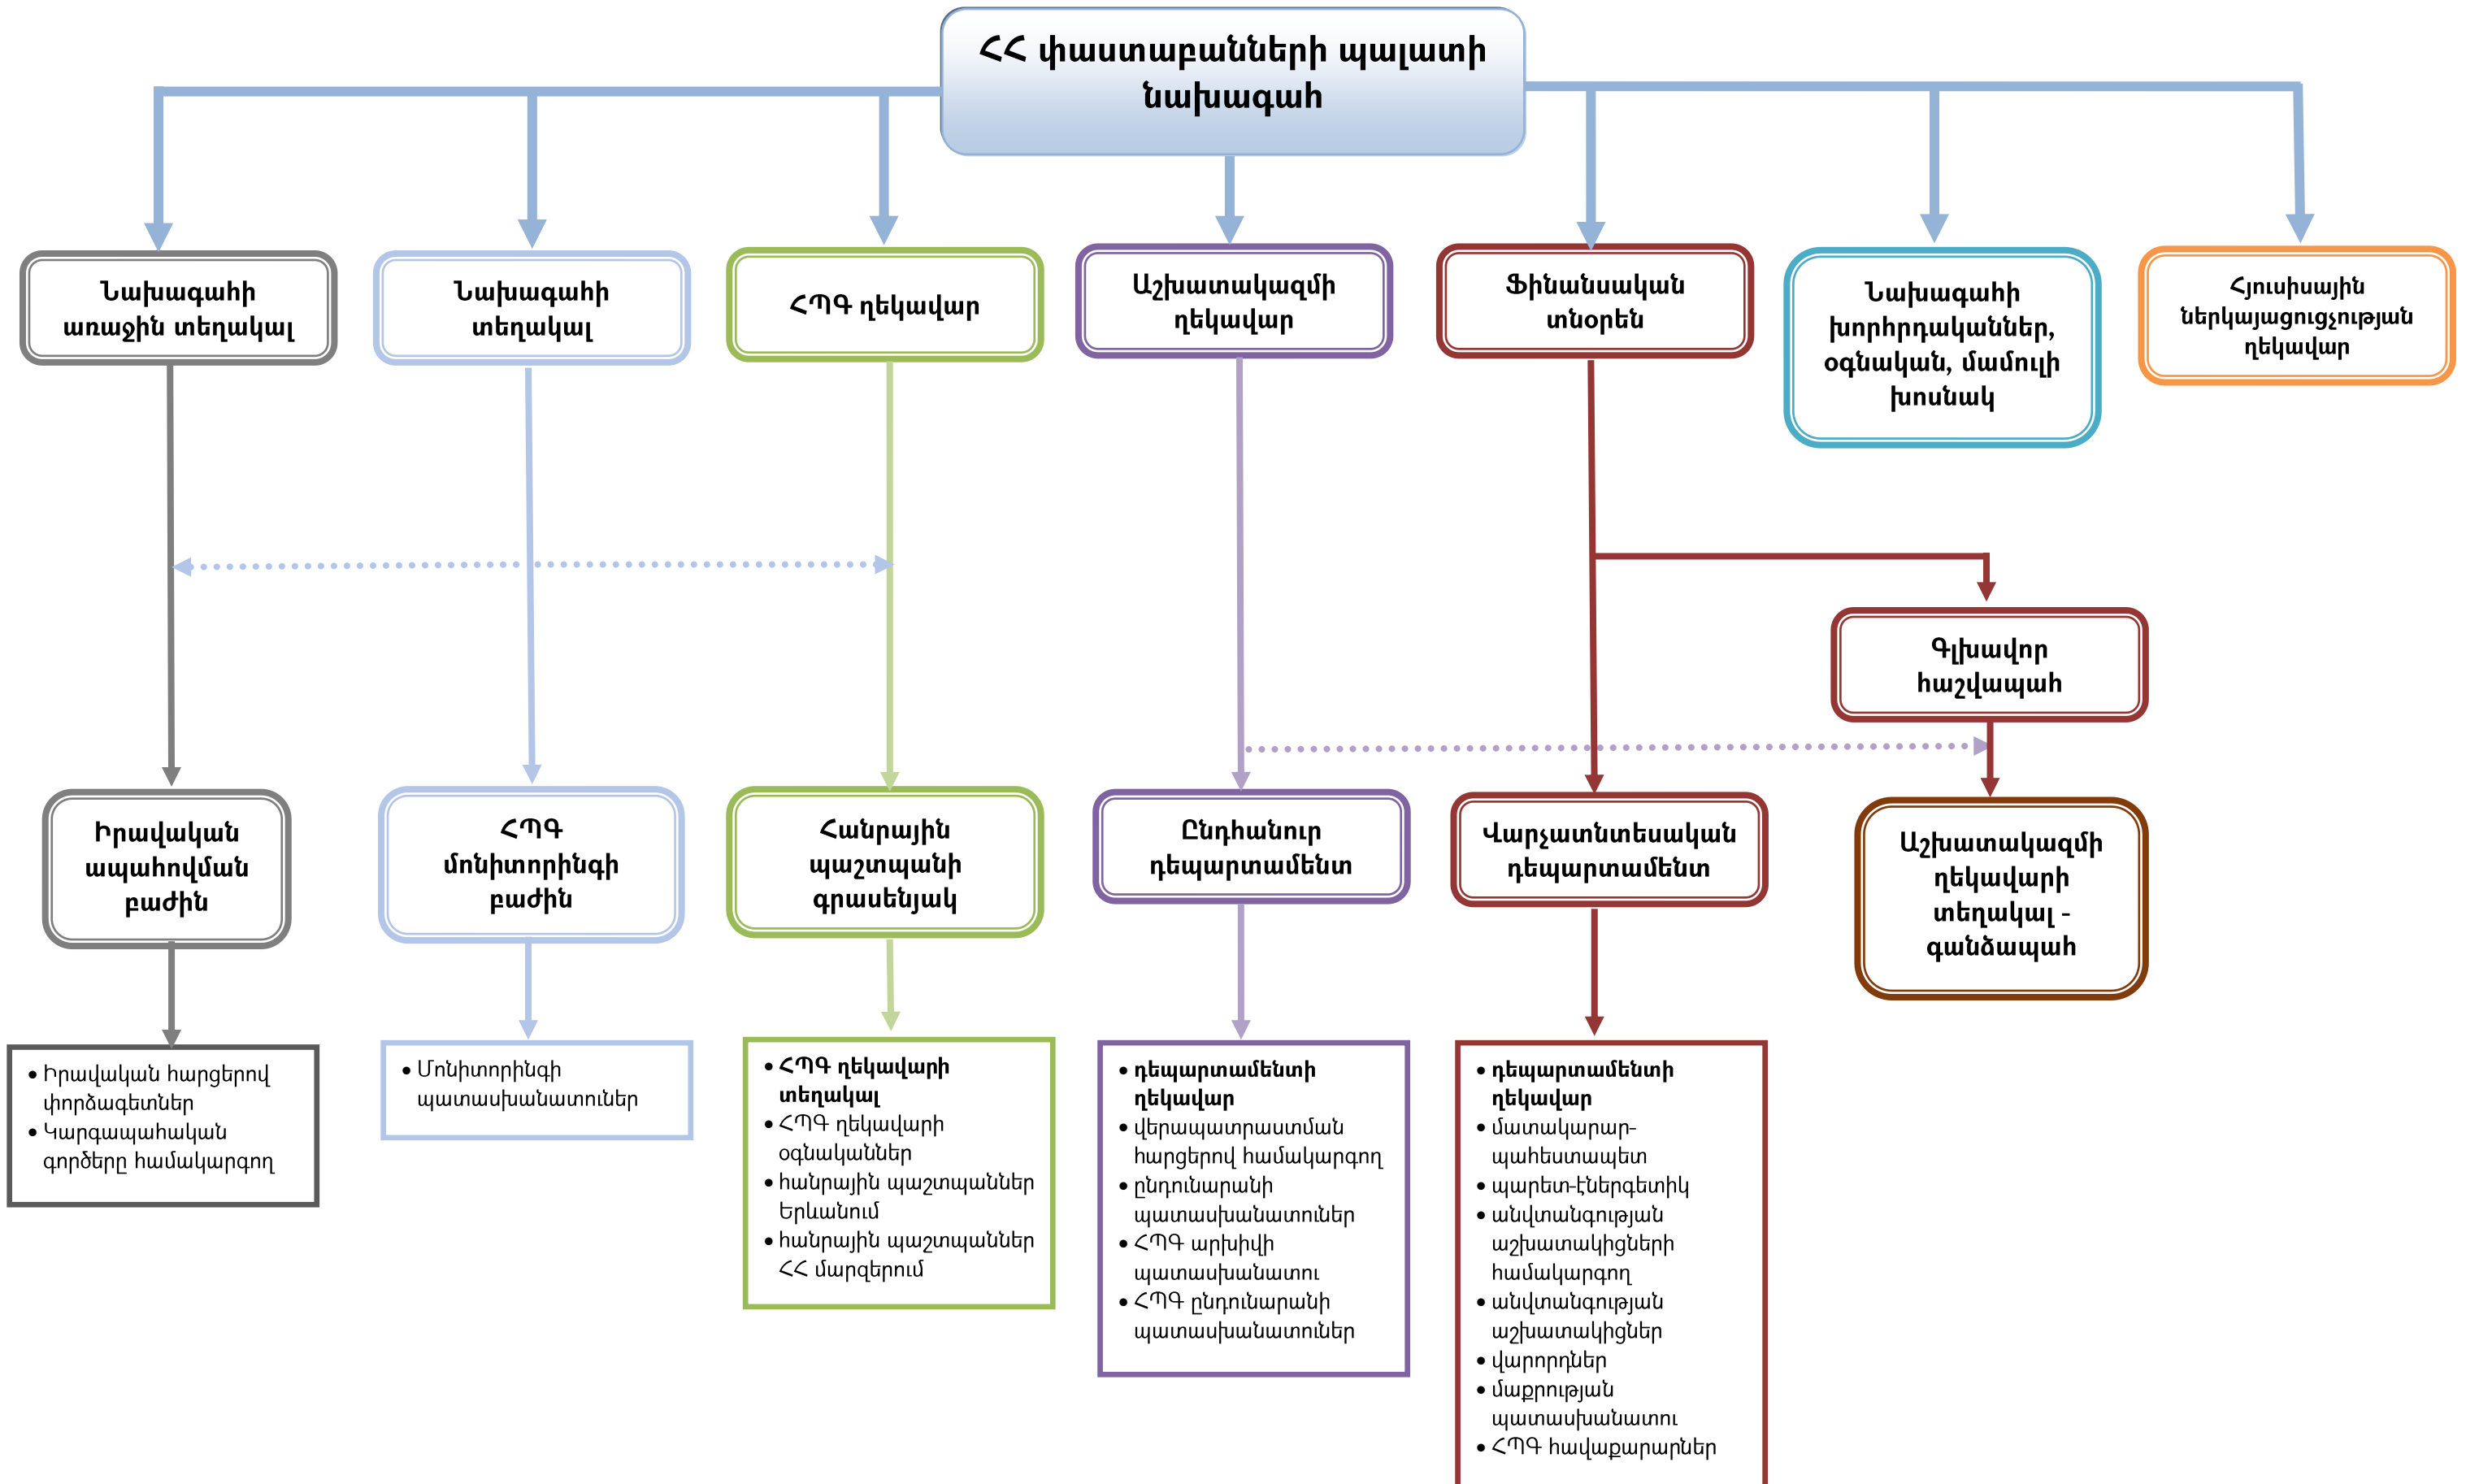 ՀՀ փաստաբանների պալատի
նախագահ
Նախագահի
առաջին տեղակալ
Նախագահի
տեղակալ
ՀՊԳ ղեկավար
Աշխատակազմի
ղեկավար
Ֆինանսական
տնօրեն
Նախագահի
խորհրդականներ,
օգնական, մամուլի
խոսնակ
Հյուսիսային
ներկայացուցչության
ղեկավար
Գլխավոր
հաշվապահ
Իրավական
ապահովման
բաժին
ՀՊԳ
մոնիտորինգի
բաժին
Հանրային
պաշտպանի
գրասենյակ
Ընդհանուր
դեպարտամենտ
Վարչատնտեսական
դեպարտամենտ
Աշխատակազմի
ղեկավարի
տեղակալ -
գանձապահ
• Իրավական հարցերով
փորձագետներ
• Կարգապահական
գործերը համակարգող
• Մոնիտորինգի
պատասխանատուներ
• ՀՊԳ ղեկավարի
տեղակալ
• ՀՊԳ ղեկավարի
օգնականներ
• հանրային պաշտպաններ
Երևանում
• հանրային պաշտպաններ
ՀՀ մարզերում
• դեպարտամենտի
ղեկավար
• վերապատրաստման
հարցերով համակարգող
• ընդունարանի
պատասխանատուներ
• ՀՊԳ արխիվի
պատասխանատու
• ՀՊԳ ընդունարանի
պատասխանատուներ
• դեպարտամենտի
ղեկավար
• մատակարար-
պահեստապետ
• պարետ-էներգետիկ
• անվտանգության
աշխատակիցների
համակարգող
• անվտանգության
աշխատակիցներ
• վարորդներ
• մաքրության
պատասխանատու
• ՀՊԳ հավաքարարներ